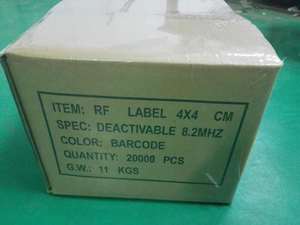 ITEM: RF LABEL 4X4 CM
SPEC: DEACTIVABLE 8.2MHZ
COLOR: BARCODE
QUANTITY: 20000 PCS
G.W.: 11 KGS